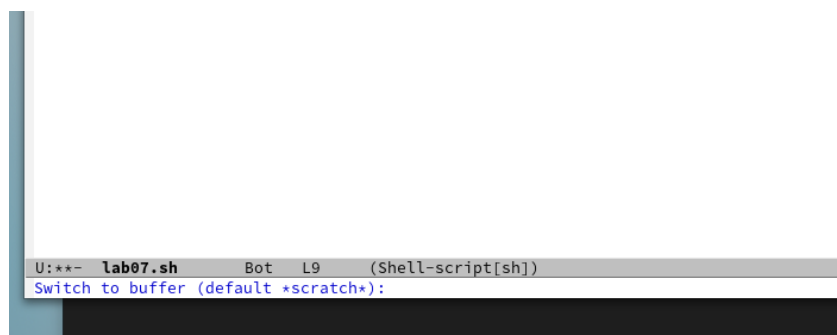 U:**-  lab07.sh       Bot   L9     (Shell-script[sh])
Switch to buffer (default *scratch*):